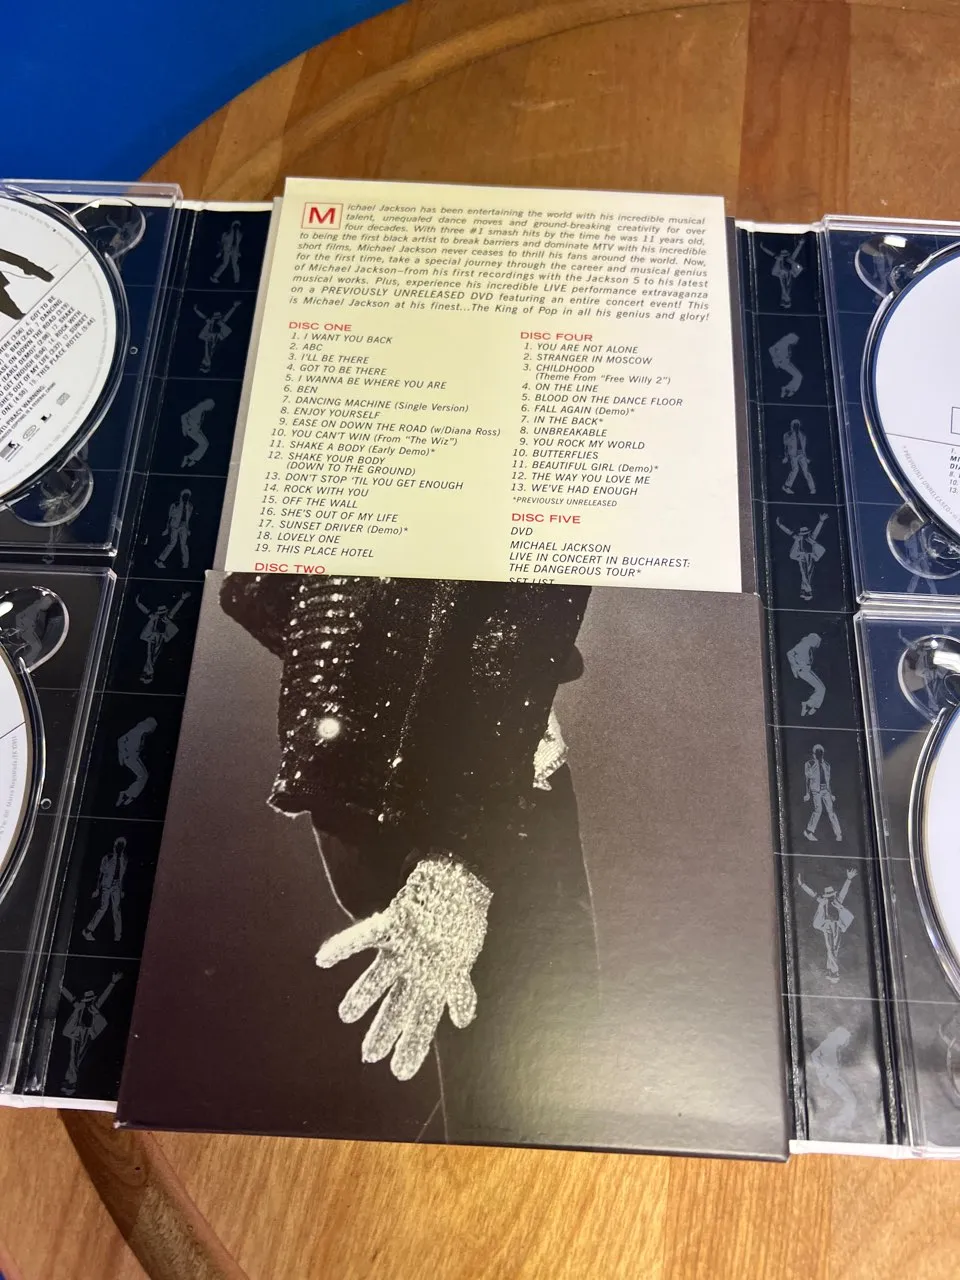 Michael Jackson has been entertaining the world with his incredible musical
talent, unequaled dance moves and ground-breaking creativity for over
four decades. With three #1 smash hits by the time he was 11 years old,
to being the first black artist to break barriers and dominate MTV with his incredible
short films, Michael Jackson never ceases to thrill his fans around the world. Now,
for the first time, take a special journey through the career and musical genius
of Michael Jackson–from his first recordings with the Jackson 5 to his latest
musical works. Plus, experience his incredible LIVE performance extravaganza
on a PREVIOUSLY UNRELEASED DVD featuring an entire concert event! This
is Michael Jackson at his finest...The King of Pop in all his genius and glory!
DISC ONE
1. I WANT YOU BACK
2. ABC
3. I'LL BE THERE
4. GOT TO BE THERE
5. I WANNA BE WHERE YOU ARE
6. BEN
7. DANCING MACHINE (Single Version)
8. ENJOY YOURSELF
9. EASE ON DOWN THE ROAD (w/Diana Ross)
10. YOU CAN'T WIN (From "The Wiz")
11. SHAKE A BODY (Early Demo)*
12. SHAKE YOUR BODY
(DOWN TO THE GROUND)
13. DON'T STOP 'TIL YOU GET ENOUGH
14. ROCK WITH YOU
15. OFF THE WALL
16. SHE'S OUT OF MY LIFE
17. SUNSET DRIVER (Demo)*
18. LOVELY ONE
19. THIS PLACE HOTEL
DISC TWO
DISC FOUR
1. YOU ARE NOT ALONE
2. STRANGER IN MOSCOW
3. CHILDHOOD
(Theme From "Free Willy 2")
4. ON THE LINE
5. BLOOD ON THE DANCE FLOOR
6. FALL AGAIN (Demo)*
7. IN THE BACK*
8. UNBREAKABLE
9. YOU ROCK MY WORLD
10. BUTTERFLIES
11. BEAUTIFUL GIRL (Demo)*
12. THE WAY YOU LOVE ME
13. WE'VE HAD ENOUGH
*PREVIOUSLY UNRELEASED
DISC FIVE
DVD
MICHAEL JACKSON
LIVE IN CONCERT IN BUCHAREST:
THE DANGEROUS TOUR*
SET LIST